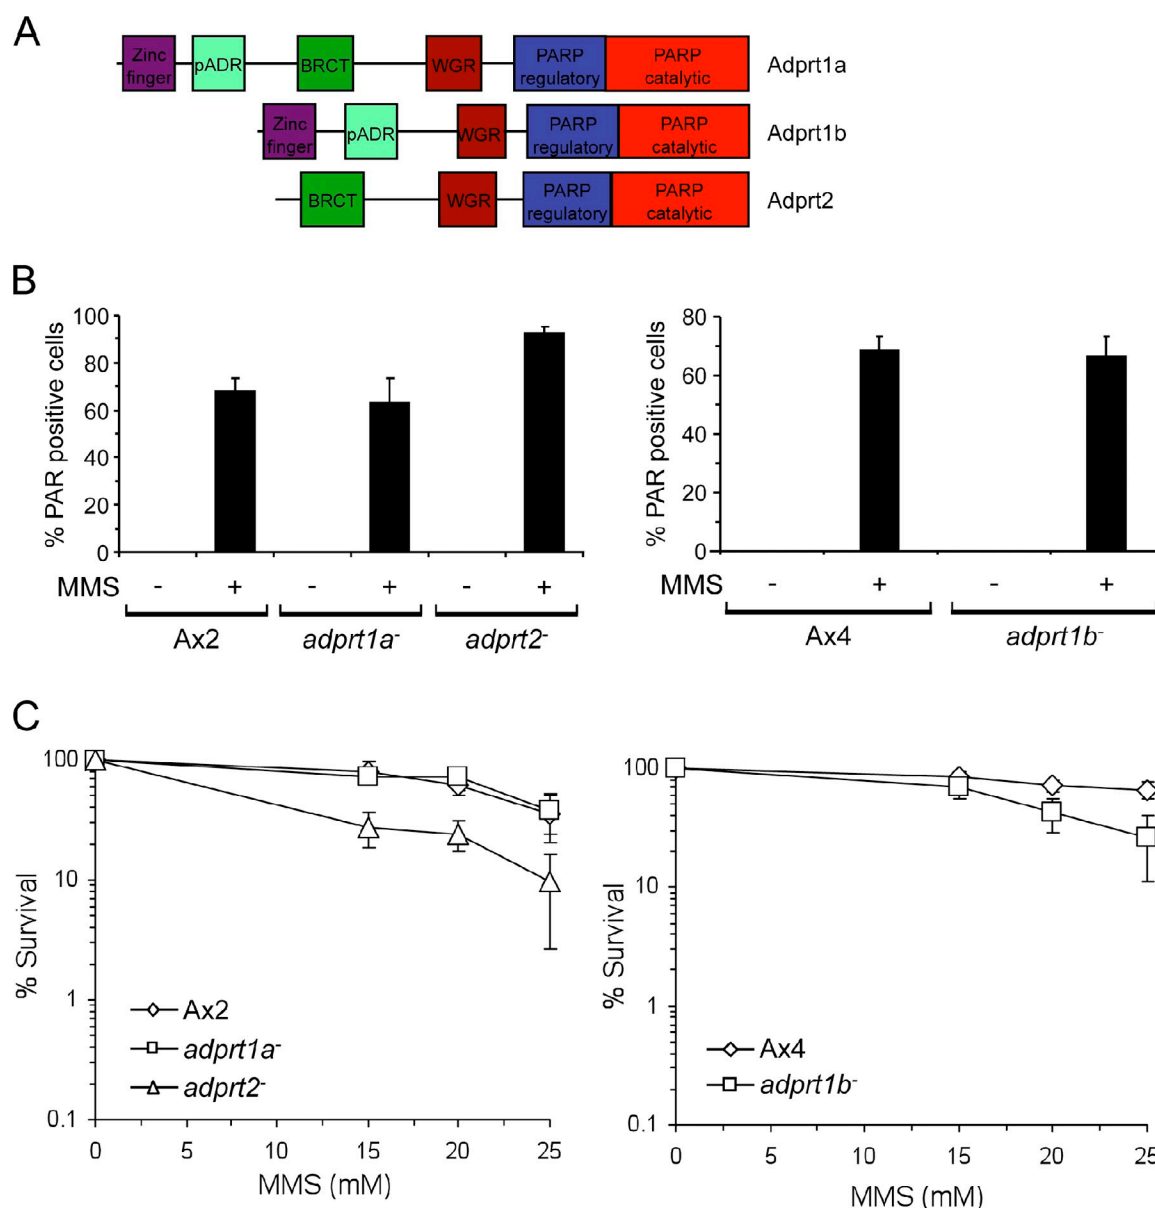 A
Zinc finger pADR BRCT WGR PARP regulatory PARP catalytic Adprt1a
Zinc finger pADR WGR PARP regulatory PARP catalytic Adprt1b
BRCT WGR PARP regulatory PARP catalytic Adprt2
B
% PAR positive cells
100
80
60
40
20
0
MMS - + - + - +
Ax2 adprt1a- adprt2-
% PAR positive cells
80
60
40
20
0
MMS - + - +
Ax4 adprt1b-
C
% Survival
100
10
1
0.1
Ax2
adprt1a-
adprt2-
0 5 10 15 20 25
MMS (mM)
% Survival
100
10
1
0.1
Ax4
adprt1b-
0 5 10 15 20 25
MMS (mM)